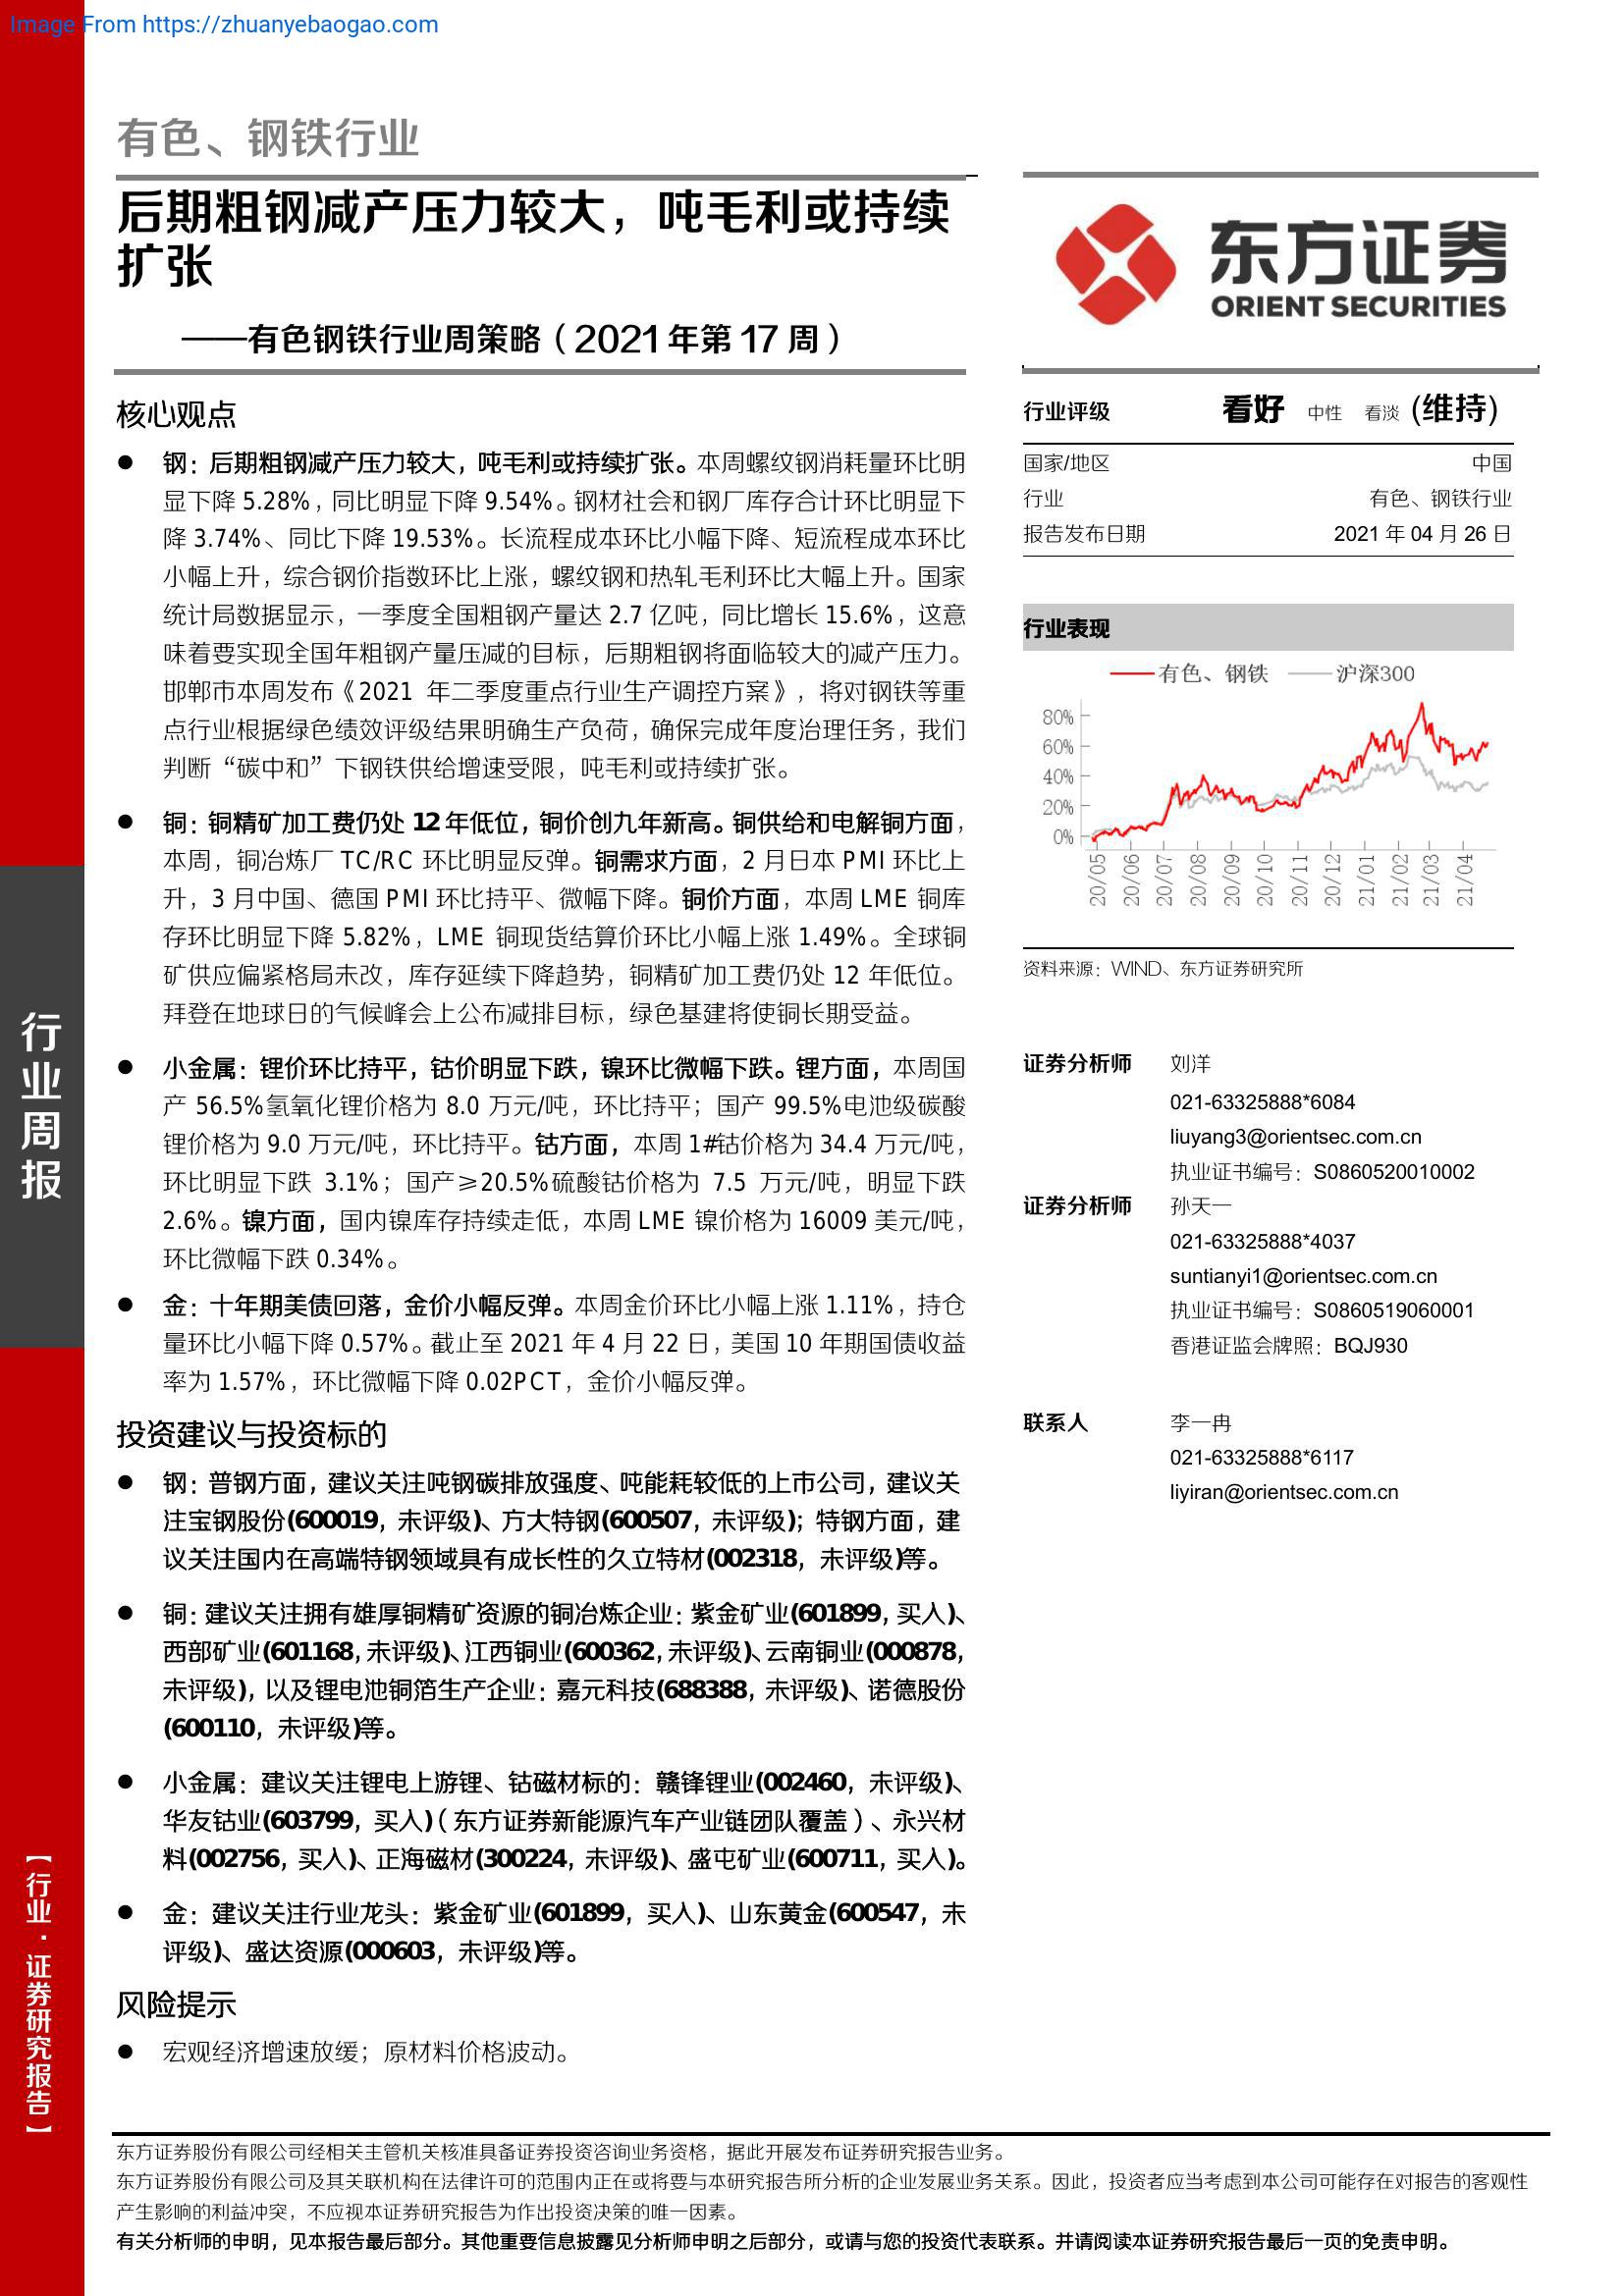 Image From https://zhuanyebaogao.com
有色、钢铁行业
后期粗钢减产压力较大，吨毛利或持续
扩张
——有色钢铁行业周策略（2021年第17周）
核心观点
● 钢：后期粗钢减产压力较大，吨毛利或持续扩张。本周螺纹钢消耗量环比明
显下降 5.28%，同比明显下降 9.54%。钢材社会和钢厂库存合计环比明显下
降 3.74%、同比下降 19.53%。长流程成本环比小幅下降、短流程成本环比
小幅上升，综合钢价指数环比上涨，螺纹钢和热轧毛利环比大幅上升。国家
统计局数据显示，一季度全国粗钢产量达 2.7 亿吨，同比增长 15.6%，这意
味着要实现全国年粗钢产量压减的目标，后期粗钢将面临较大的减产压力。
邯郸市本周发布《2021 年二季度重点行业生产调控方案》，将对钢铁等重
点行业根据绿色绩效评级结果明确生产负荷，确保完成年度治理任务，我们
判断“碳中和”下钢铁供给增速受限，吨毛利或持续扩张。
● 铜：铜精矿加工费仍处 12 年低位，铜价创九年新高。铜供给和电解铜方面，
本周，铜冶炼厂 TC/RC 环比明显反弹。铜需求方面，2 月日本 PMI 环比上
升，3 月中国、德国 PMI 环比持平、微幅下降。铜价方面，本周 LME 铜库
存环比明显下降 5.82%，LME 铜现货结算价环比小幅上涨 1.49%。全球铜
矿供应偏紧格局未改，库存延续下降趋势，铜精矿加工费仍处 12 年低位。
拜登在地球日的气候峰会上公布减排目标，绿色基建将使铜长期受益。
● 小金属：锂价环比持平，钴价明显下跌，镍环比微幅下跌。锂方面，本周国
产 56.5%氢氧化锂价格为 8.0 万元/吨，环比持平；国产 99.5%电池级碳酸
锂价格为 9.0 万元/吨，环比持平。钴方面，本周 1#钴价格为 34.4 万元/吨，
环比明显下跌 3.1%；国产≥20.5%硫酸钴价格为 7.5 万元/吨，明显下跌
2.6%。镍方面，国内镍库存持续走低，本周 LME 镍价格为 16009 美元/吨，
环比微幅下跌 0.34%。
● 金：十年期美债回落，金价小幅反弹。本周金价环比小幅上涨 1.11%，持仓
量环比小幅下降 0.57%。截止至 2021 年 4 月 22 日，美国 10 年期国债收益
率为 1.57%，环比微幅下降 0.02PCT，金价小幅反弹。
投资建议与投资标的
● 钢：普钢方面，建议关注吨钢碳排放强度、吨能耗较低的上市公司，建议关
注宝钢股份(600019，未评级)、方大特钢(600507，未评级)；特钢方面，建
议关注国内在高端特钢领域具有成长性的久立特材(002318，未评级)等。
● 铜：建议关注拥有雄厚铜精矿资源的铜冶炼企业：紫金矿业(601899，买入)、
西部矿业(601168，未评级)、江西铜业(600362，未评级)、云南铜业(000878，
未评级)，以及锂电池铜箔生产企业：嘉元科技(688388，未评级)、诺德股份
(600110，未评级)等。
● 小金属：建议关注锂电上游锂、钴磁材标的：赣锋锂业(002460，未评级)、
华友钴业(603799，买入)（东方证券新能源汽车产业链团队覆盖）、永兴材
料(002756，买入)、正海磁材(300224，未评级)、盛屯矿业(600711，买入)。
● 金：建议关注行业龙头：紫金矿业(601899，买入)、山东黄金(600547，未
评级)、盛达资源(000603，未评级)等。
风险提示
● 宏观经济增速放缓；原材料价格波动。
东方证券
ORIENT SECURITIES
行业评级 看好 中性 看淡 (维持)
国家/地区 中国
行业 有色、钢铁行业
报告发布日期 2021 年 04 月 26 日
行业表现
有色、钢铁 沪深300
80%
60%
40%
20%
0%
20/05 20/06 20/07 20/08 20/09 20/10 20/11 20/12 21/01 21/02 21/03 21/04
资料来源：WIND、东方证券研究所
证券分析师 刘洋
021-63325888*6084
liuyang3@orientsec.com.cn
执业证书编号：S0860520010002
证券分析师 孙天一
021-63325888*4037
suntianyi1@orientsec.com.cn
执业证书编号：S0860519060001
香港证监会牌照：BQJ930
联系人 李一冉
021-63325888*6117
liyiran@orientsec.com.cn
行业周报
【行业·证券研究报告】
东方证券股份有限公司经相关主管机关核准具备证券投资咨询业务资格，据此开展发布证券研究报告业务。
东方证券股份有限公司及其关联机构在法律许可的范围内正在或将要与本研究报告所分析的企业发展业务关系。因此，投资者应当考虑到本公司可能存在对报告的客观性
产生影响的利益冲突，不应视本证券研究报告为作出投资决策的唯一因素。
有关分析师的申明，见本报告最后部分。其他重要信息披露见分析师申明之后部分，或请与您的投资代表联系。并请阅读本证券研究报告最后一页的免责申明。